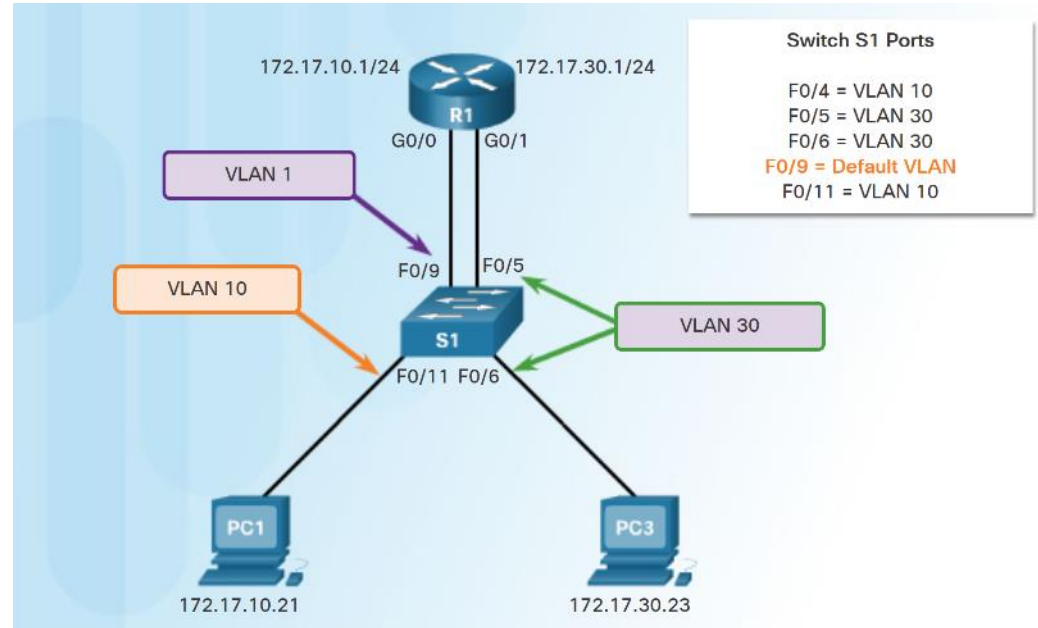 Switch S1 Ports
F0/4 = VLAN 10
F0/5 = VLAN 30
F0/6 = VLAN 30
F0/9 = Default VLAN
F0/11 = VLAN 10
172.17.10.1/24
172.17.30.1/24
R1
G0/0
G0/1
VLAN 1
F0/9
F0/5
VLAN 10
VLAN 30
S1
F0/11
F0/6
PC1
PC3
172.17.10.21
172.17.30.23